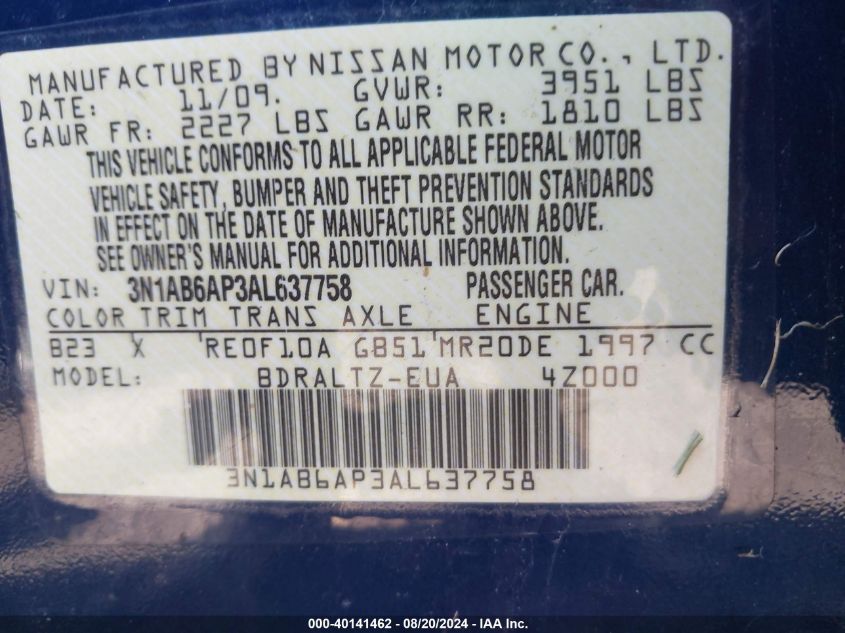 MANUFACTURED BY NISSAN MOTOR CO., LTD.
DATE: 11/09. GVWR: 3951 LBS
GAWR FR: 2227 LBS GAWR RR: 1810 LBS
THIS VEHICLE CONFORMS TO ALL APPLICABLE FEDERAL MOTOR
VEHICLE SAFETY, BUMPER AND THEFT PREVENTION STANDARDS
IN EFFECT ON THE DATE OF MANUFACTURE SHOWN ABOVE.
SEE OWNER'S MANUAL FOR ADDITIONAL INFORMATION.
VIN: 3N1AB6AP3AL637758 PASSENGER CAR.
COLOR TRIM TRANS AXLE ENGINE
B23 X RE0F10A GB51 MR20DE 1997 CC
MODEL: BDRALTZ-EUA 4Z000
3N1AB6AP3AL637758
000-40141462 - 08/20/2024 - IAA Inc.